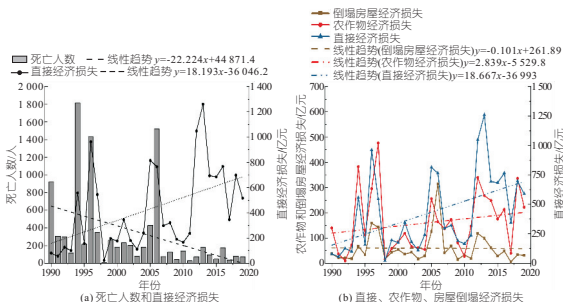 死亡人数
线性趋势y=-22.224x+44 871.4
直接经济损失
线性趋势y=18.193x-36 046.2
2 000
1 800
1 600
1 400
1 200
1 000
800
600
400
200
0
死亡人数/人
1 400
1 200
1 000
800
600
400
200
0
直接经济损失/亿元
1990 1995 2000 2005 2010 2015 2020
年份
(a) 死亡人数和直接经济损失
倒塌房屋经济损失
农作物经济损失
直接经济损失
线性趋势(倒塌房屋经济损失)y=-0.101x+261.89
线性趋势(农作物经济损失)y=2.839x-5 529.8
线性趋势(直接经济损失)y=18.667x-36 993
700
600
500
400
300
200
100
0
农作物和倒塌房屋经济损失/亿元
1 500
1 250
1 000
750
500
250
0
直接经济损失/亿元
1990 1995 2000 2005 2010 2015 2020
年份
(b) 直接、农作物、房屋倒塌经济损失